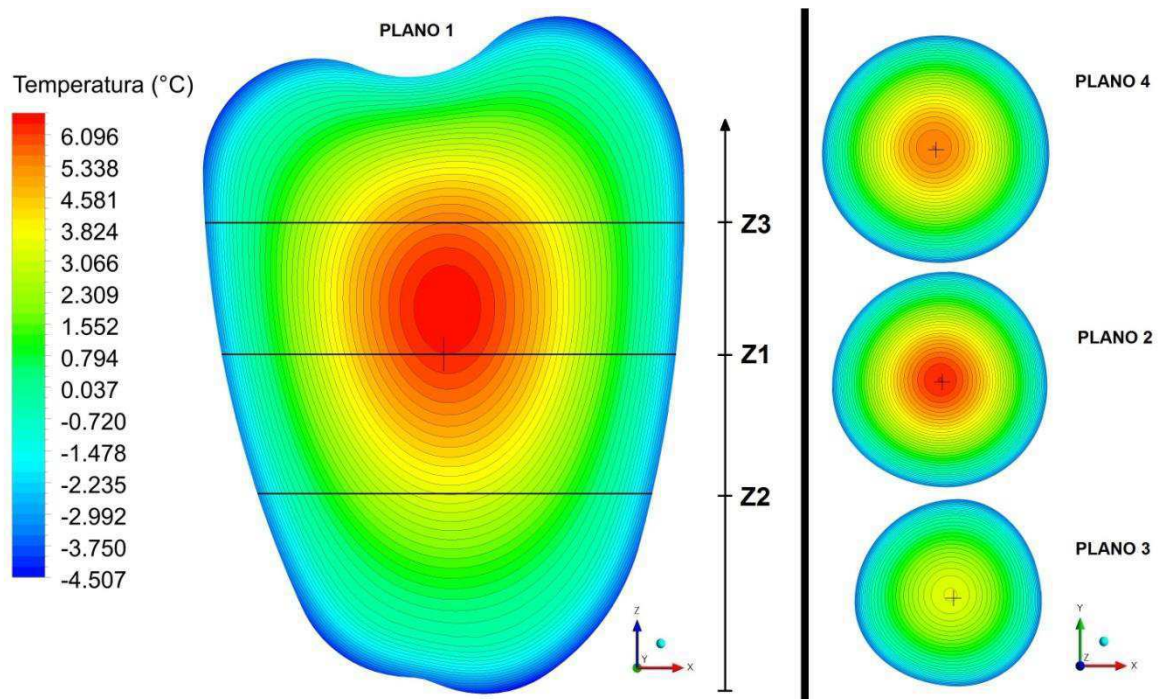 PLANO 1
Temperatura (°C)
6.096
5.338
4.581
3.824
3.066
2.309
1.552
0.794
0.037
-0.720
-1.478
-2.235
-2.992
-3.750
-4.507
Z3
Z1
Z2
Z
Y
X
PLANO 4
PLANO 2
PLANO 3
Y
Z
X